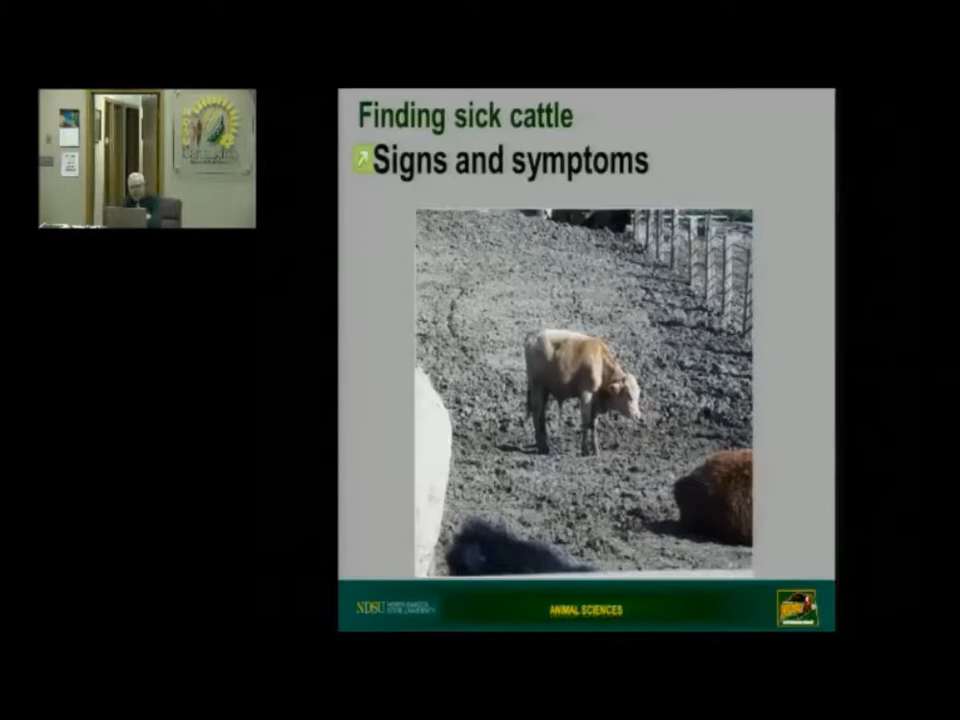 Finding sick cattle
Signs and symptoms
NDSU NORTH DAKOTA
STATE UNIVERSITY
ANIMAL SCIENCES